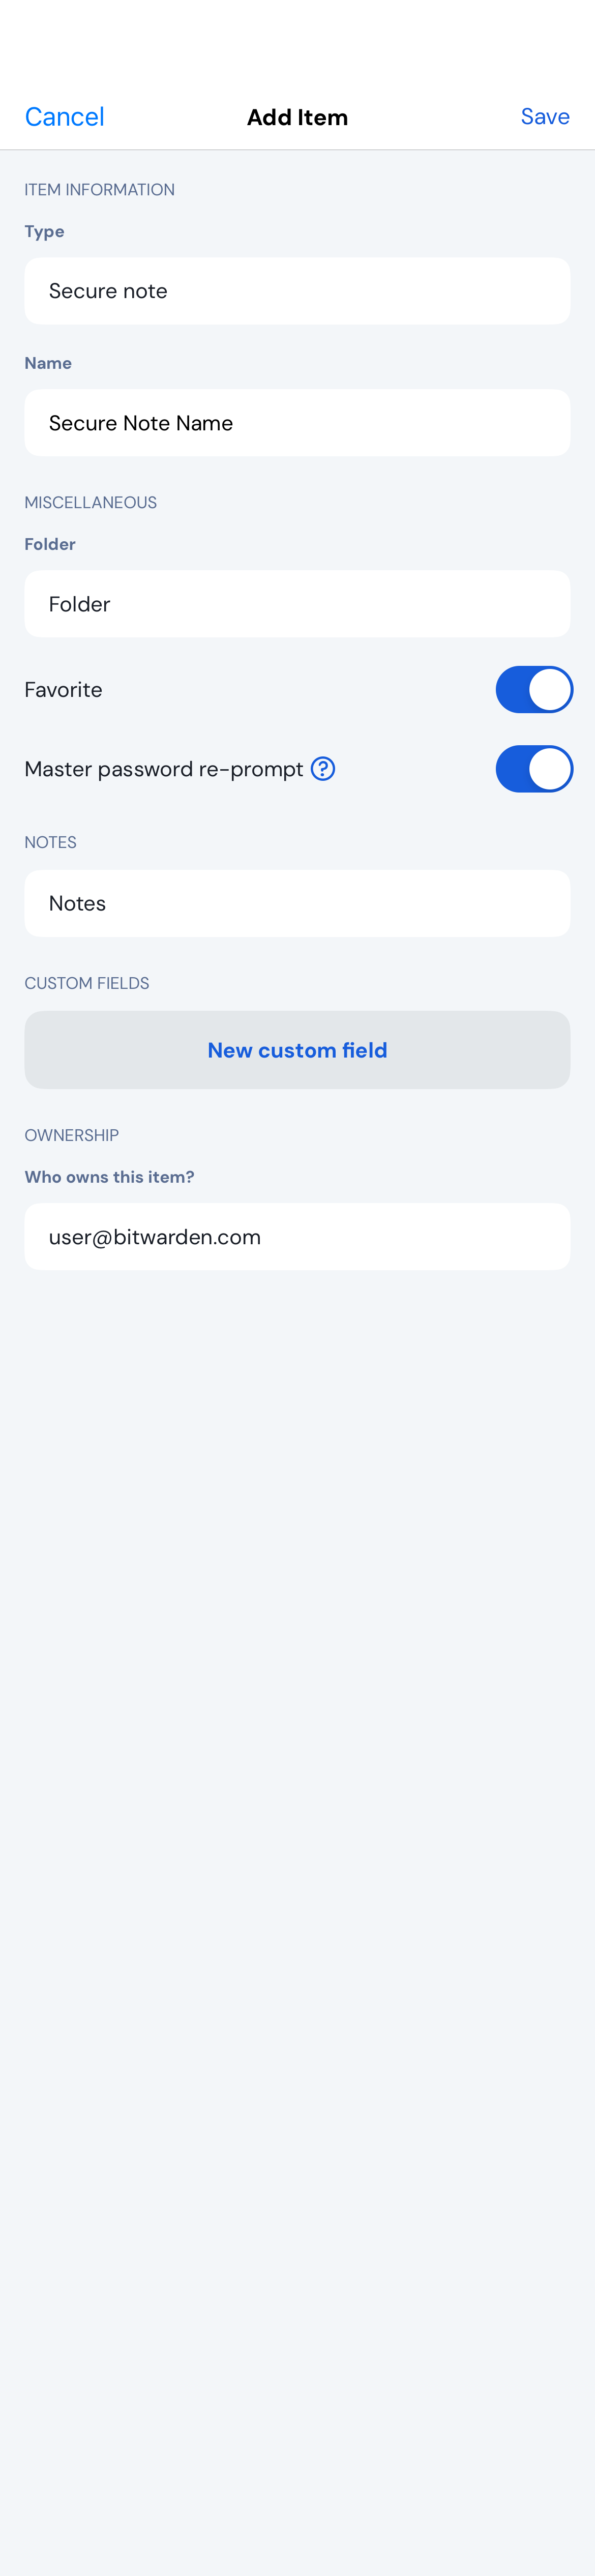 Cancel Add Item Save
ITEM INFORMATION
Type
Secure note
Name
Secure Note Name
MISCELLANEOUS
Folder
Folder
Favorite
Master password re-prompt
NOTES
Notes
CUSTOM FIELDS
New custom field
OWNERSHIP
Who owns this item?
user@bitwarden.com